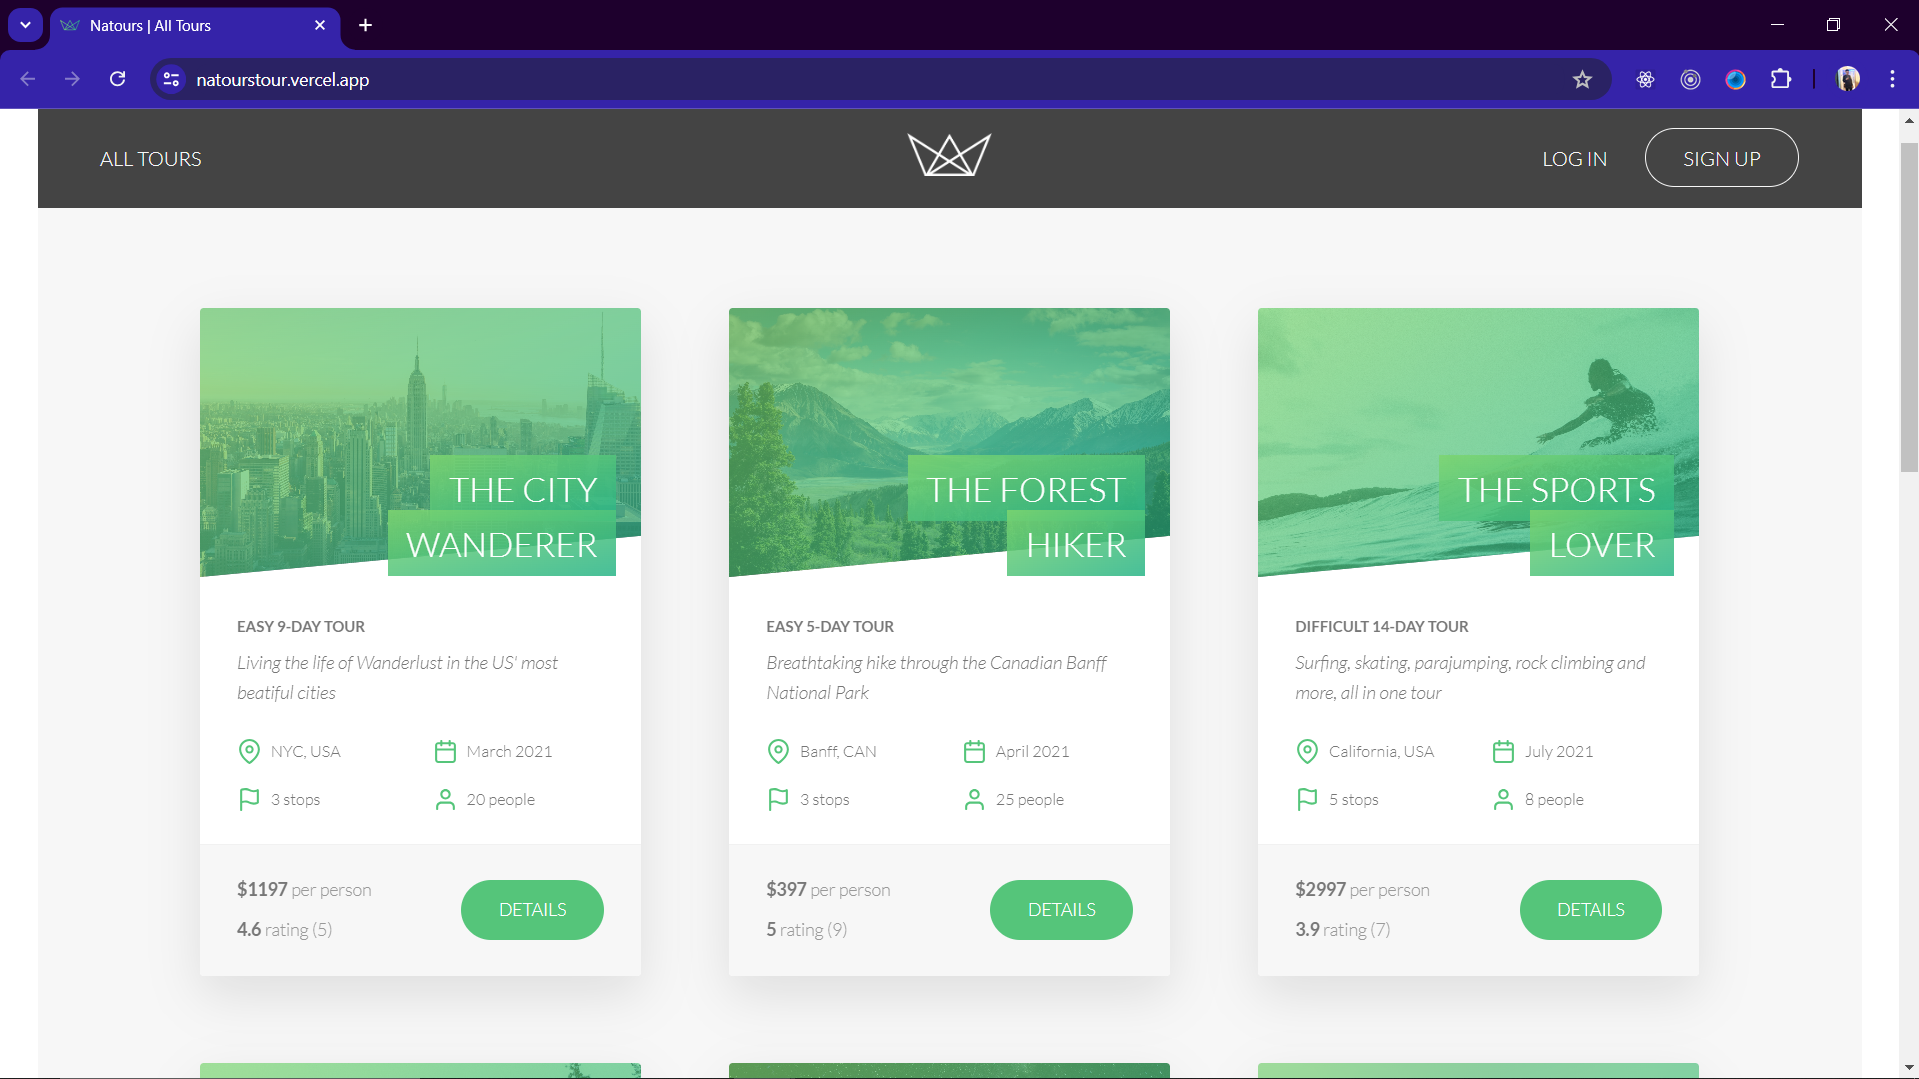 Natours | All Tours
natourstour.vercel.app
ALL TOURS
LOG IN
SIGN UP
THE CITY
WANDERER
EASY 9-DAY TOUR
Living the life of Wanderlust in the US' most
beatiful cities
NYC, USA
March 2021
3 stops
20 people
$1197 per person
4.6 rating (5)
DETAILS
THE FOREST
HIKER
EASY 5-DAY TOUR
Breathtaking hike through the Canadian Banff
National Park
Banff, CAN
April 2021
3 stops
25 people
$397 per person
5 rating (9)
DETAILS
THE SPORTS
LOVER
DIFFICULT 14-DAY TOUR
Surfing, skating, parajumping, rock climbing and
more, all in one tour
California, USA
July 2021
5 stops
8 people
$2997 per person
3.9 rating (7)
DETAILS